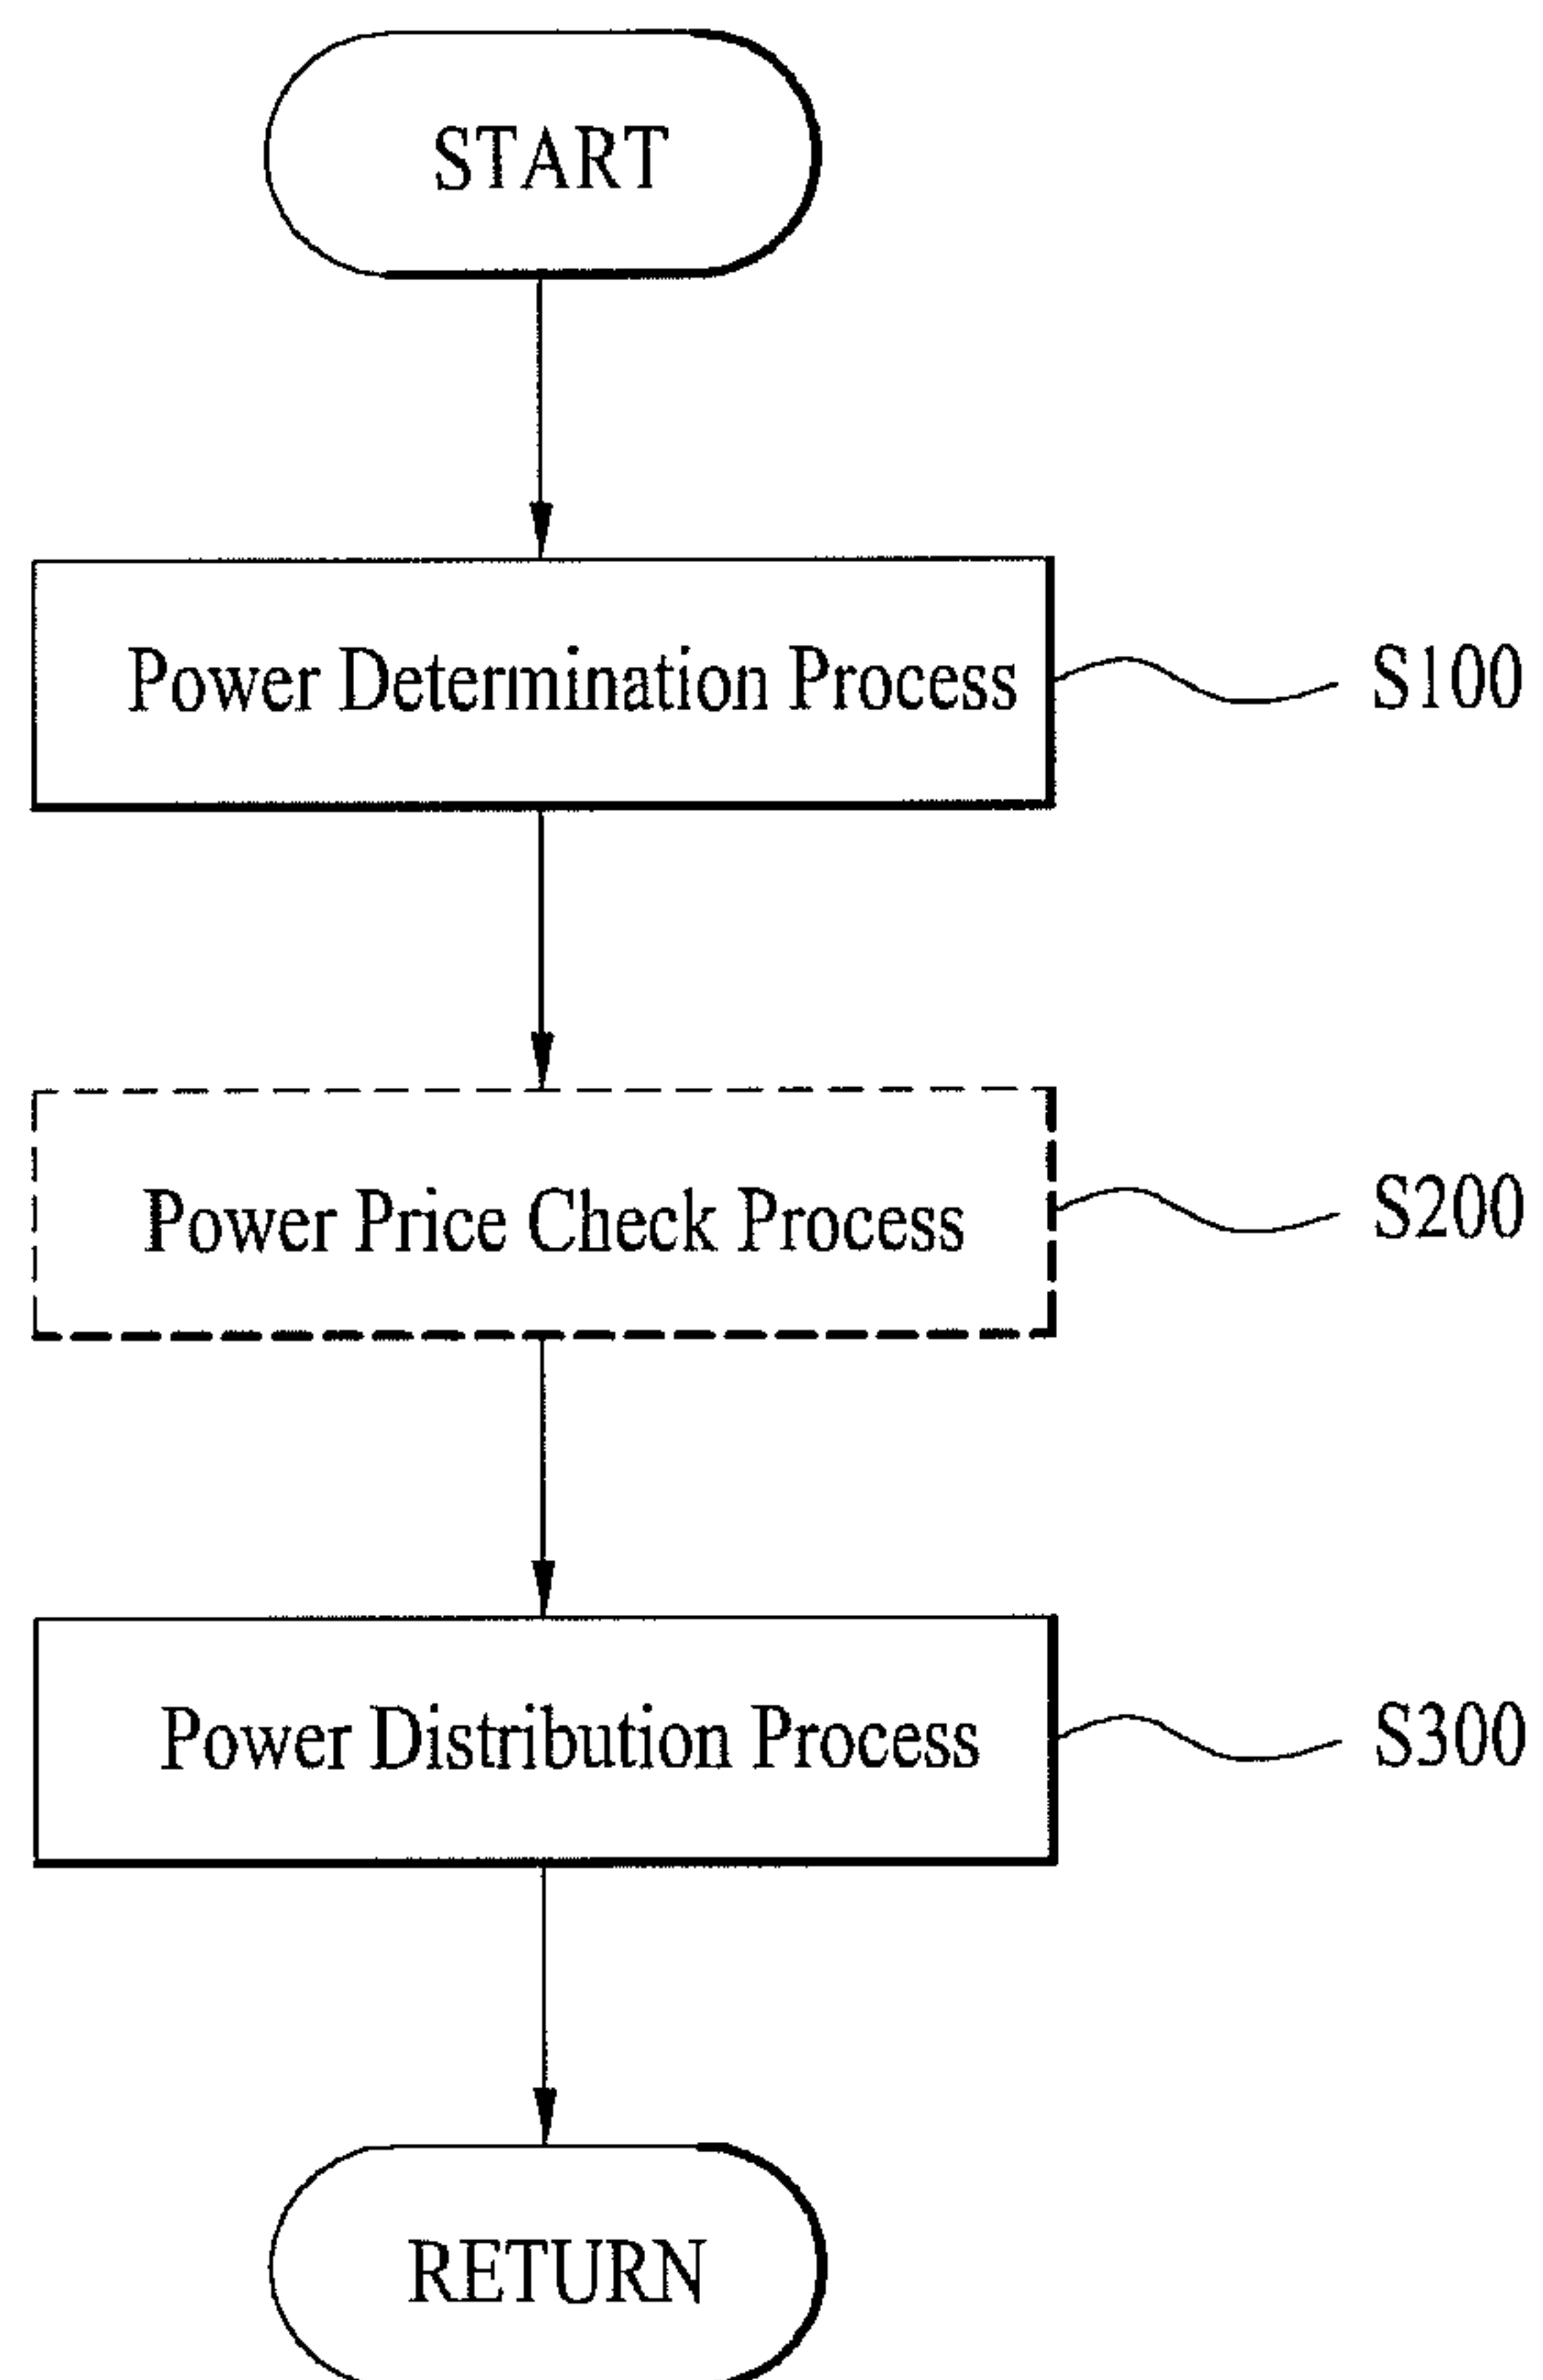 START
Power Determination Process
S100
Power Price Check Process
S200
Power Distribution Process
S300
RETURN